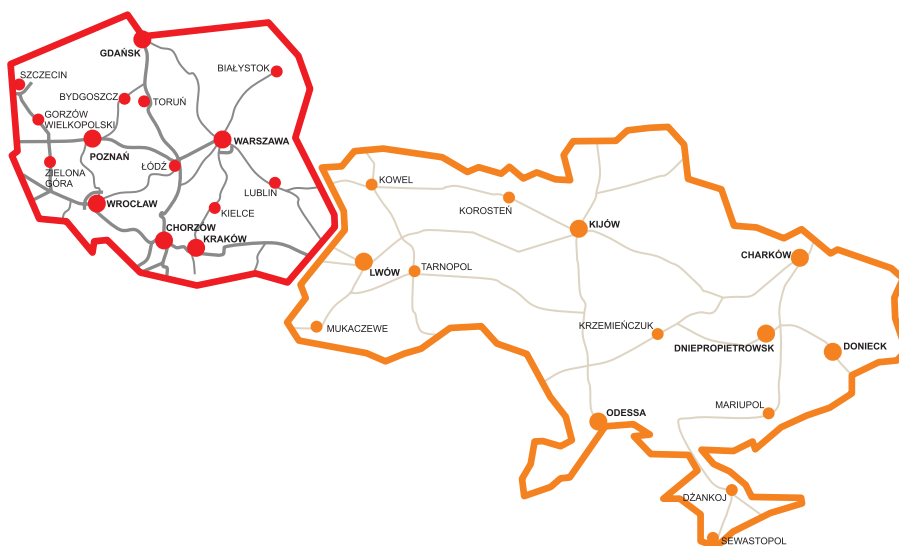 GDAŃSK
SZCZECIN
BIAŁYSTOK
BYDGOSZCZ
TORUŃ
GORZÓW
WIELKOPOLSKI
POZNAŃ
WARSZAWA
ŁÓDŹ
ZIELONA
GÓRA
LUBLIN
WROCŁAW
KIELCE
CHORZÓW
KRAKÓW
KOWEL
KOROSTEŃ
KIJÓW
CHARKÓW
LWÓW
TARNOPOL
MUKACZEWE
KRZEMIEŃCZUK
DNIEPROPIETROWSK
DONIECK
MARIUPOL
ODESSA
DŻANKOJ
SEWASTOPOL